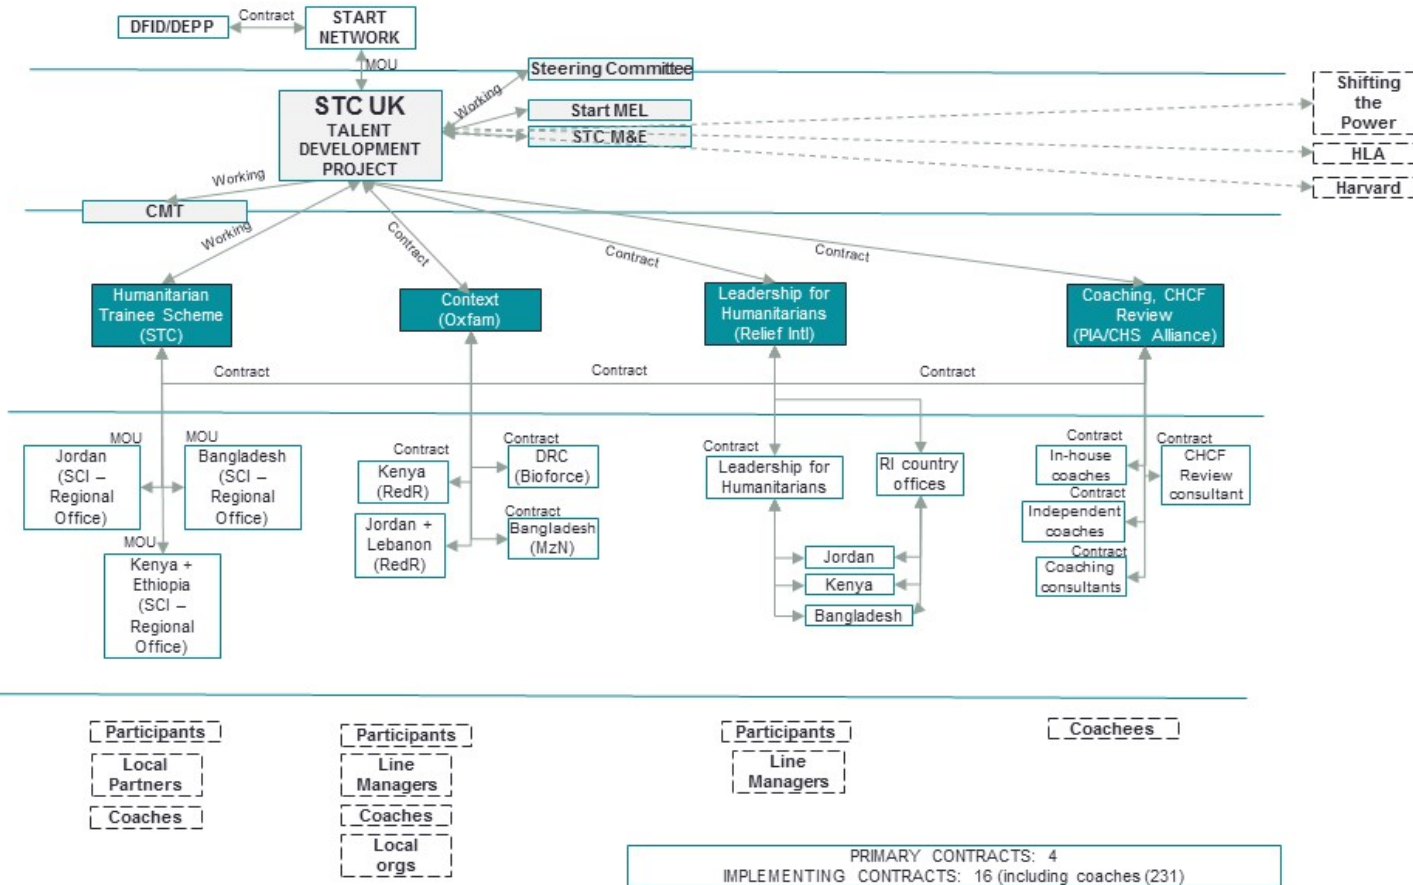 DFID/DEPP
Contract
START
NETWORK
MOU
STC UK
TALENT
DEVELOPMENT
PROJECT
Working
Steering Committee
Start MEL
STC M&E
Shifting
the
Power
HLA
Harvard
Working
CMT
Working
Contract
Contract
Contract
Humanitarian
Trainee Scheme
(STC)
Context
(Oxfam)
Leadership for
Humanitarians
(Relief Intl)
Coaching, CHCF
Review
(PIA/CHS Alliance)
Contract
Contract
Contract
MOU
Jordan
(SCI –
Regional
Office)
MOU
Bangladesh
(SCI –
Regional
Office)
MOU
Kenya +
Ethiopia
(SCI –
Regional
Office)
Contract
Kenya
(RedR)
Jordan +
Lebanon
(RedR)
Contract
DRC
(Bioforce)
Contract
Bangladesh
(MzN)
Contract
Leadership for
Humanitarians
RI country
offices
Jordan
Kenya
Bangladesh
Contract
In-house
coaches
Contract
Independent
coaches
Contract
Coaching
consultants
Contract
CHCF
Review
consultant
Participants
Local
Partners
Coaches
Participants
Line
Managers
Coaches
Local
orgs
Participants
Line
Managers
Coachees
PRIMARY CONTRACTS: 4
IMPLEMENTING CONTRACTS: 16 (including coaches (231)